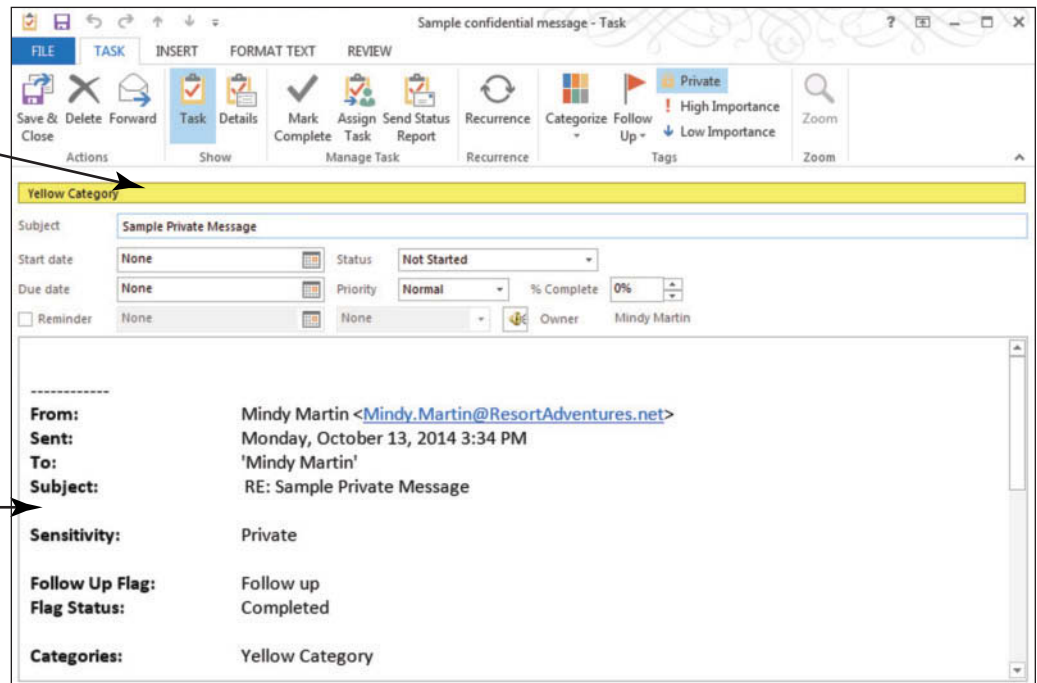 Sample confidential message - Task
FILE TASK INSERT FORMAT TEXT REVIEW
Save & Close Delete Forward Task Details Mark Complete Assign Task Send Status Report Recurrence Categorize Follow Up Private
! High Importance
Low Importance
Zoom
Actions Show Manage Task Recurrence Tags Zoom
Yellow Category
Subject Sample Private Message
Start date None Status Not Started
Due date None Priority Normal % Complete 0%
Reminder None None Owner Mindy Martin
------------
From: Mindy Martin <Mindy.Martin@ResortAdventures.net>
Sent: Monday, October 13, 2014 3:34 PM
To: 'Mindy Martin'
Subject: RE: Sample Private Message
Sensitivity: Private
Follow Up Flag: Follow up
Flag Status: Completed
Categories: Yellow Category